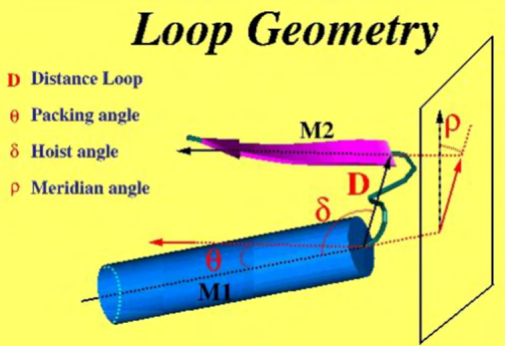 Loop Geometry
D Distance Loop
θ Packing angle
δ Hoist angle
ρ Meridian angle
M2
ρ
D
δ
θ
M1